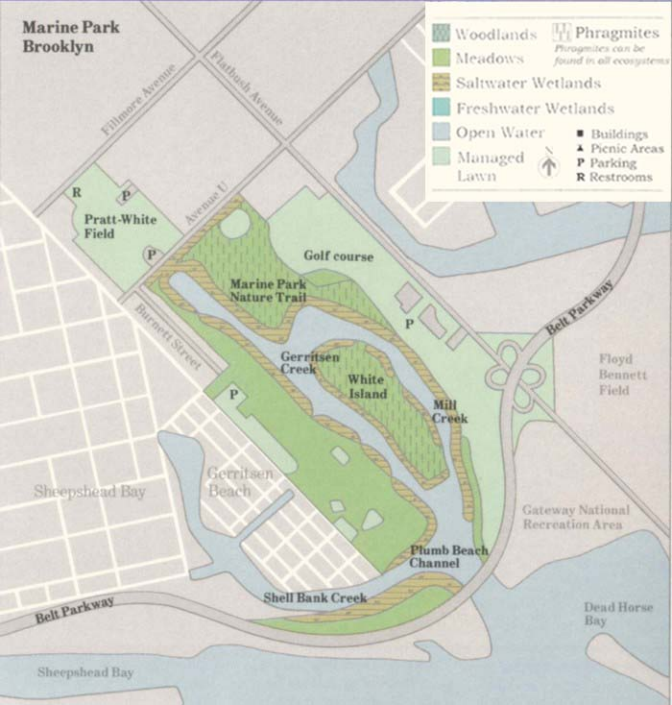 Marine Park
Brooklyn
Woodlands
Phragmites
Phragmites can be
found in all ecosystems
Meadows
Saltwater Wetlands
Freshwater Wetlands
Open Water
Managed
Lawn
N
Buildings
Picnic Areas
P Parking
R Restrooms
Fillmore Avenue
Flatbush Avenue
Avenue U
R
P
Pratt-White
Field
P
Golf course
Marine Park
Nature Trail
P
Belt Parkway
Burnett Street
Gerritsen
Creek
White
Island
Mill
Creek
Floyd
Bennett
Field
P
Sheepshead Bay
Gerritsen
Beach
Gateway National
Recreation Area
Plumb Beach
Channel
Shell Bank Creek
Belt Parkway
Dead Horse
Bay
Sheepshead Bay